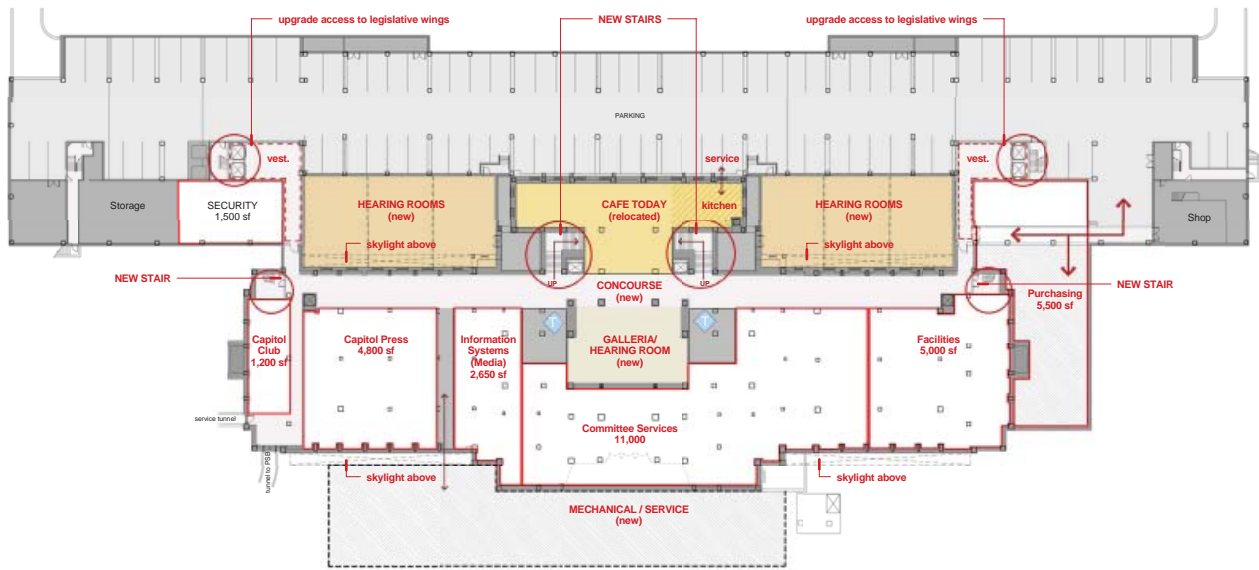 upgrade access to legislative wings
NEW STAIRS
upgrade access to legislative wings
PARKING
vest.
service
vest.
Storage
SECURITY
1,500 sf
HEARING ROOMS
(new)
CAFE TODAY
(relocated)
kitchen
HEARING ROOMS
(new)
Shop
skylight above
skylight above
UP
UP
NEW STAIR
CONCOURSE
(new)
NEW STAIR
Purchasing
5,500 sf
Capitol
Club
1,200 sf
Capitol Press
4,800 sf
Information
Systems
(Media)
2,650 sf
T
GALLERIA/
HEARING ROOM
(new)
T
Facilities
5,000 sf
service tunnel
Committee Services
11,000
tunnel to PSB
skylight above
skylight above
MECHANICAL / SERVICE
(new)